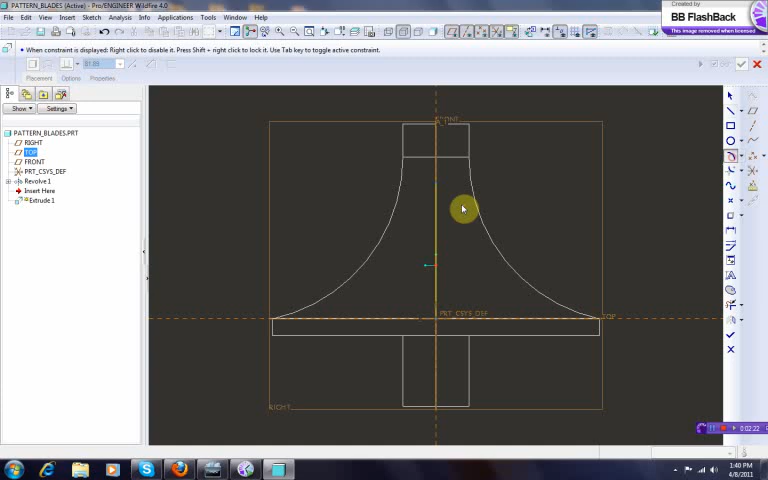 PATTERN_BLADES (Active) - Pro/ENGINEER Wildfire 4.0
Created by
BB FlashBack
This image removed when licensed
File Edit View Insert Sketch Analysis Info Applications Tools Window Help
• When constraint is displayed: Right click to disable it. Press Shift + right click to lock it. Use Tab key to toggle active constraint.
81.85
Placement Options Properties
Show Settings
PATTERN_BLADES.PRT
RIGHT
TOP
FRONT
PRT_CSYS_DEF
Revolve 1
Insert Here
Extrude 1
FRONT
PRT_CSYS_DEF
TOP
RIGHT
0:02:22
1:40 PM
4/8/2011